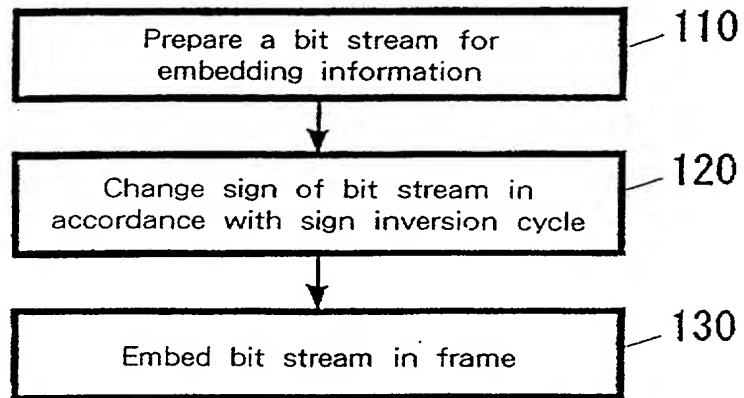 Prepare a bit stream for
embedding information
110
Change sign of bit stream in
accordance with sign inversion cycle
120
Embed bit stream in frame
130